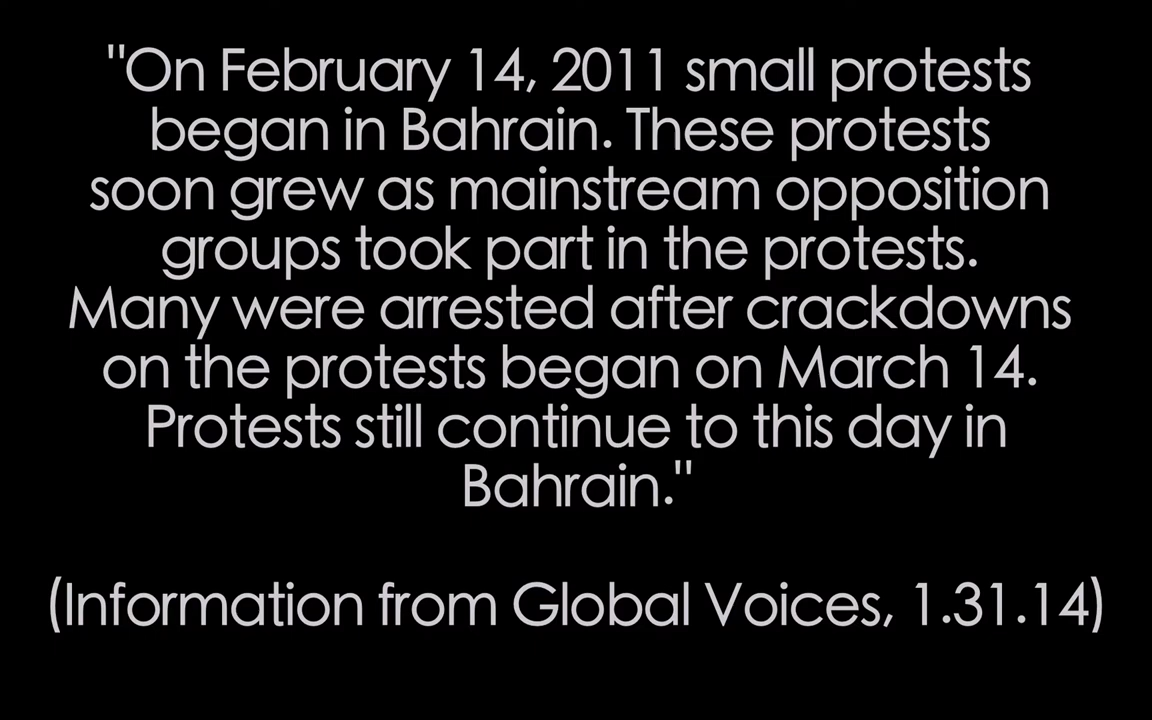 "On February 14, 2011 small protests
began in Bahrain. These protests
soon grew as mainstream opposition
groups took part in the protests.
Many were arrested after crackdowns
on the protests began on March 14.
Protests still continue to this day in
Bahrain."
(Information from Global Voices, 1.31.14)